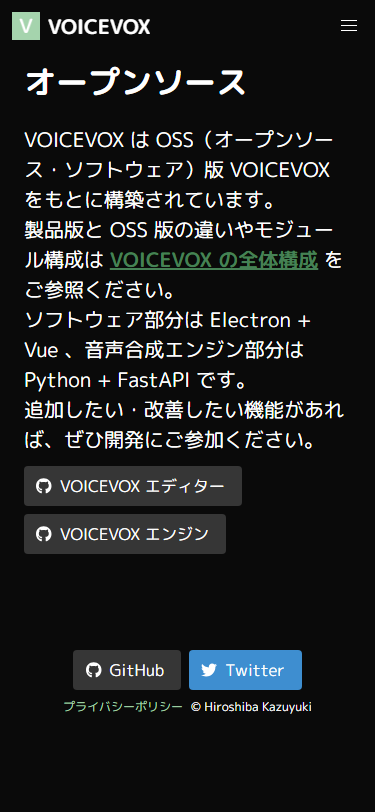 V VOICEVOX
オープンソース
VOICEVOX は OSS（オープンソー
ス・ソフトウェア）版 VOICEVOX
をもとに構築されています。
製品版と OSS 版の違いやモジュー
ル構成は VOICEVOX の全体構成 を
ご参照ください。
ソフトウェア部分は Electron +
Vue 、音声合成エンジン部分は
Python + FastAPI です。
追加したい・改善したい機能があれ
ば、ぜひ開発にご参加ください。
VOICEVOX エディター
VOICEVOX エンジン
GitHub Twitter
プライバシーポリシー © Hiroshiba Kazuyuki